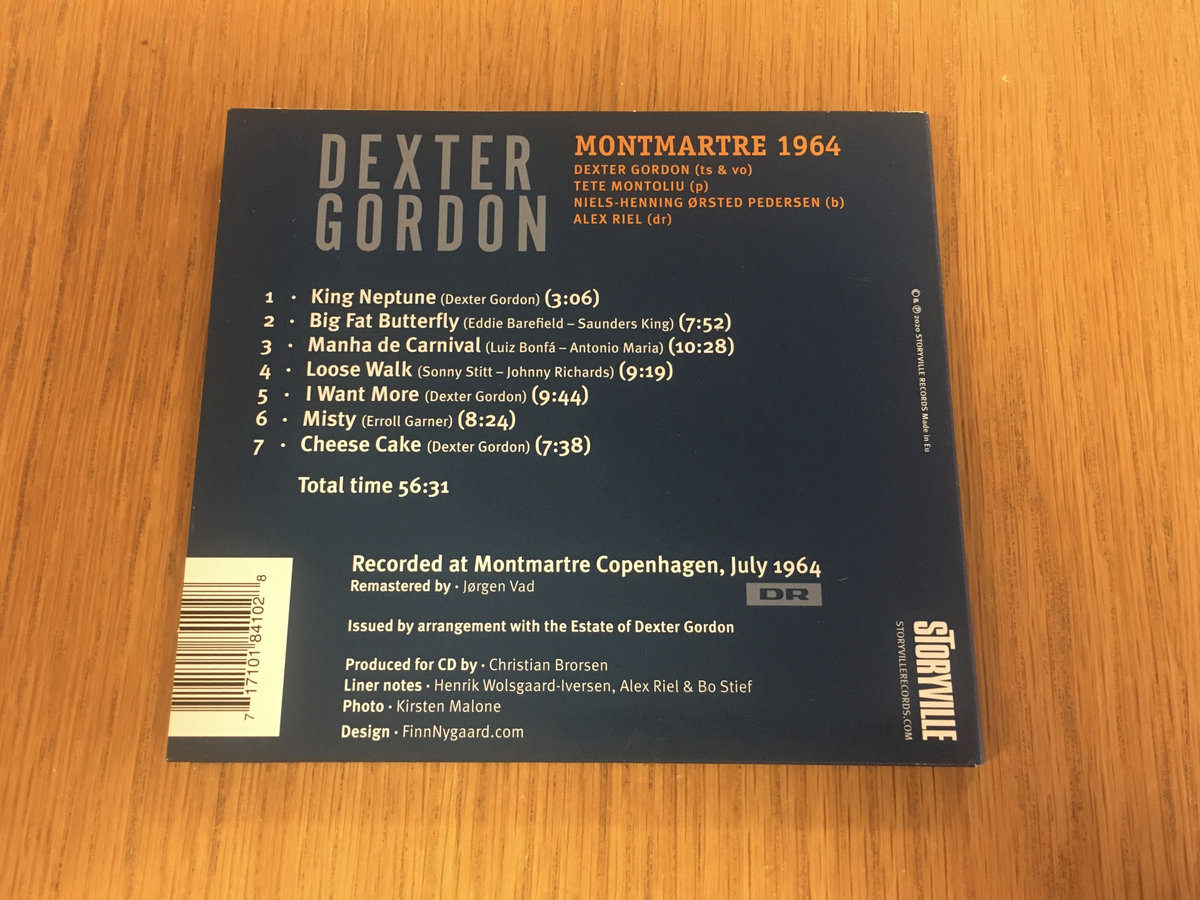 DEXTER
GORDON
MONTMARTRE 1964
DEXTER GORDON (ts & vo)
TETE MONTOLIU (p)
NIELS-HENNING ØRSTED PEDERSEN (b)
ALEX RIEL (dr)
1 · King Neptune (Dexter Gordon) (3:06)
2 · Big Fat Butterfly (Eddie Barefield – Saunders King) (7:52)
3 · Manha de Carnival (Luiz Bonfá – Antonio Maria) (10:28)
4 · Loose Walk (Sonny Stitt – Johnny Richards) (9:19)
5 · I Want More (Dexter Gordon) (9:44)
6 · Misty (Erroll Garner) (8:24)
7 · Cheese Cake (Dexter Gordon) (7:38)
Total time 56:31
Recorded at Montmartre Copenhagen, July 1964
Remastered by · Jørgen Vad
DR
Issued by arrangement with the Estate of Dexter Gordon
Produced for CD by · Christian Brorsen
Liner notes · Henrik Wolsgaard-Iversen, Alex Riel & Bo Stief
Photo · Kirsten Malone
Design · FinnNygaard.com
7 17101 84102 8
© & ℗ 2020 STORYVILLE RECORDS Made in Eu
STORYVILLE
STORYVILLERECORDS.COM